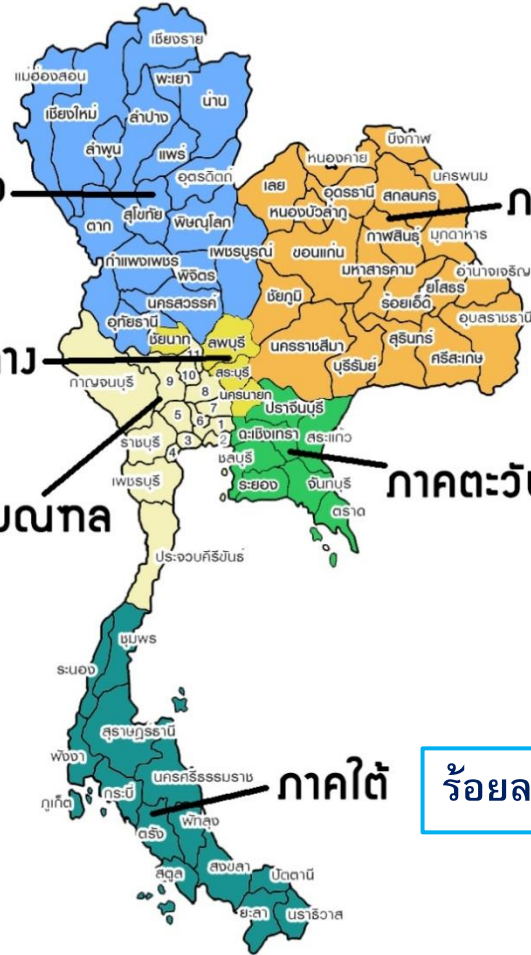 เชียงราย
แม่ฮ่องสอน
พะเยา
น่าน
เชียงใหม่
ลำปาง
ลำพูน
แพร่
อุตรดิตถ์
ตาก
สุโขทัย
พิษณุโลก
เพชรบูรณ์
กำแพงเพชร
พิจิตร
นครสวรรค์
อุทัยธานี
บึงกาฬ
หนองคาย
เลย
อุดรธานี
สกลนคร
นครพนม
หนองบัวลำภู
กาฬสินธุ์
มุกดาหาร
ขอนแก่น
มหาสารคาม
อำนาจเจริญ
ชัยภูมิ
ร้อยเอ็ด
ยโสธร
อุบลราชธานี
นครราชสีมา
บุรีรัมย์
สุรินทร์
ศรีสะเกษ
ชัยนาท
ลพบุรี
สระบุรี
นครนายก
11
10
9
8
7
6
5
4
3
2
1
กาญจนบุรี
ราชบุรี
เพชรบุรี
ประจวบคีรีขันธ์
ปราจีนบุรี
ฉะเชิงเทรา
สระแก้ว
ชลบุรี
ระยอง
จันทบุรี
ตราด
ภาคตะวั
มณฑล
ชุมพร
ระนอง
สุราษฎร์ธานี
พังงา
นครศรีธรรมราช
ภูเก็ต
กระบี่
ตรัง
พัทลุง
สตูล
สงขลา
ปัตตานี
ยะลา
นราธิวาส
ภาคใต้
ร้อยล